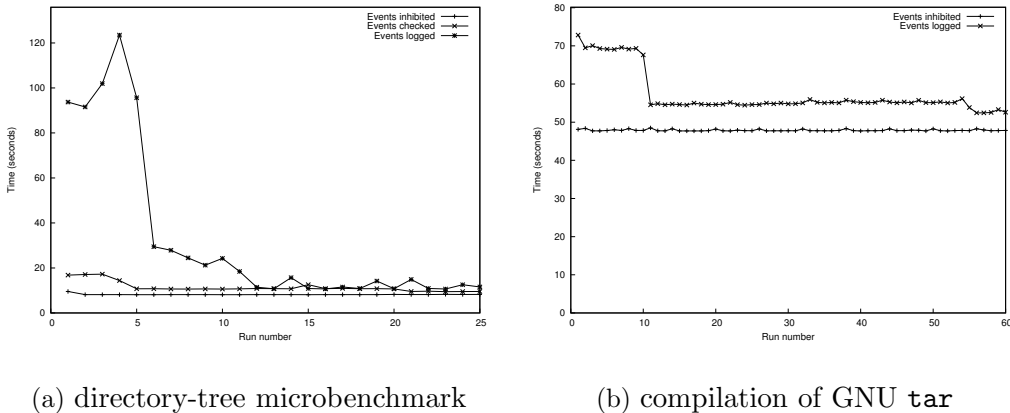 Events inhibited
Events checked
Events logged
120
100
80
60
40
20
0
Time (seconds)
0
5
10
15
20
25
Run number
(a) directory-tree microbenchmark
Events inhibited
Events logged
80
70
60
50
40
30
20
10
0
Time (seconds)
0
10
20
30
40
50
60
Run number
(b) compilation of GNU tar